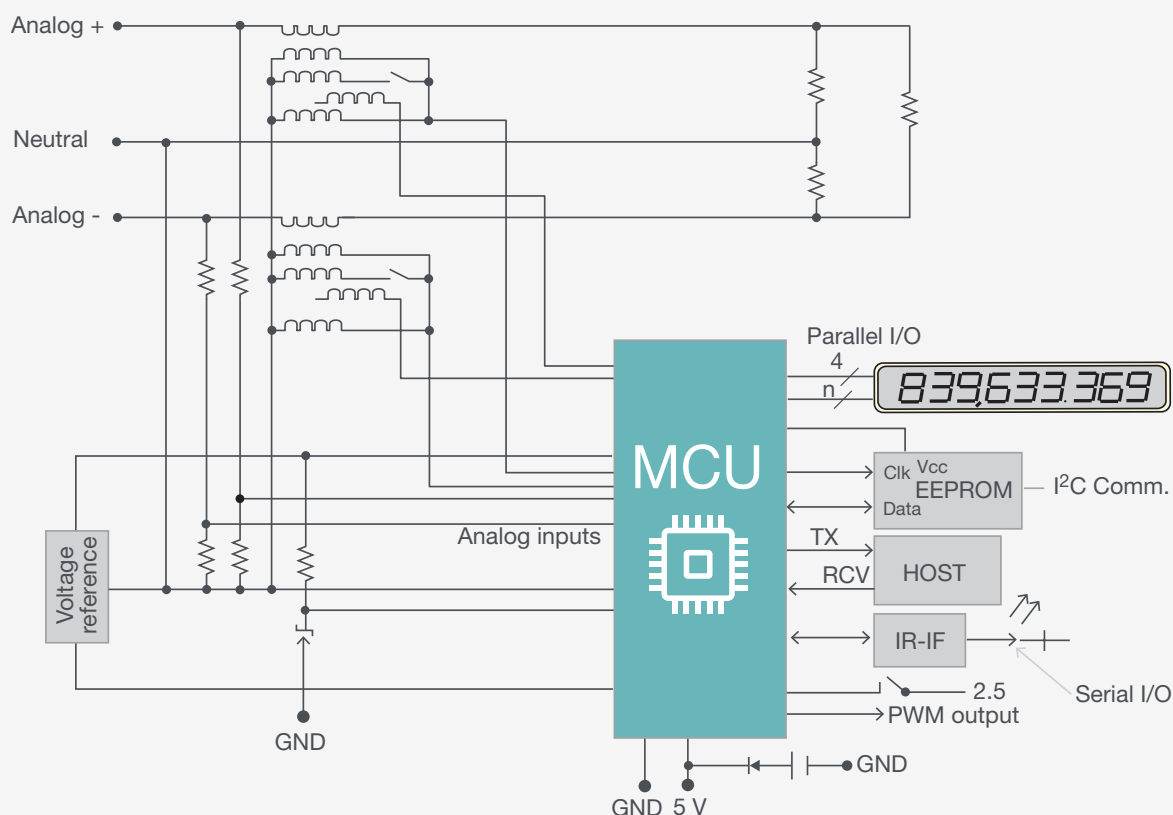 Analog +
Neutral
Analog -
Parallel I/O
4
n
839,633.369
MCU
Clk Vcc
EEPROM
Data
I²C Comm.
Analog inputs
TX
RCV
HOST
Voltage
reference
IR-IF
Serial I/O
2.5
PWM output
GND
GND
GND 5 V